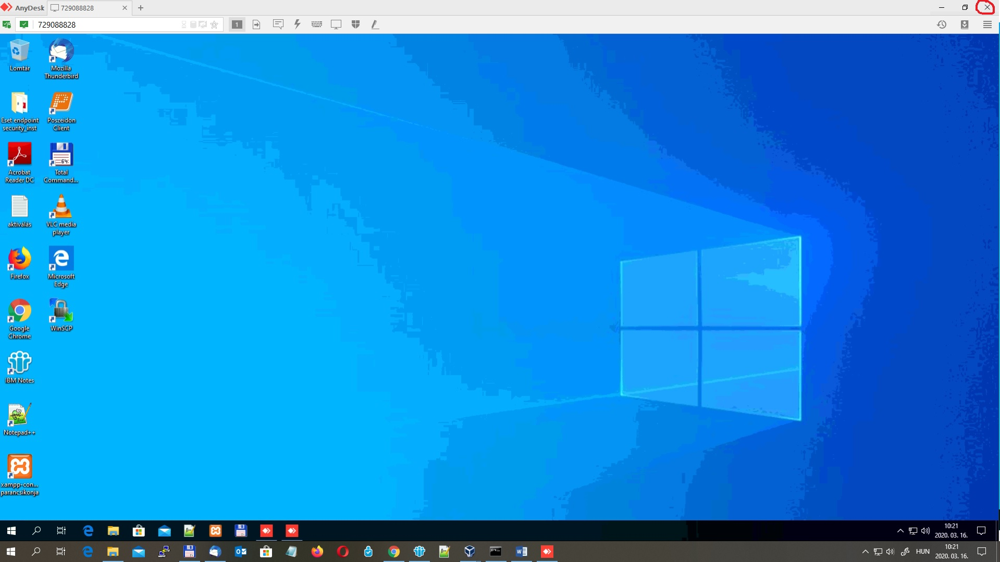 AnyDesk
729088828
729088828
1
Lomtár
Mozilla
Thunderbird
Eset endpoint
security_inst
Poszeidon
Client
Acrobat
Reader DC
Total
Command...
64
aktiválás
VLC media
player
Firefox
Microsoft
Edge
Google
Chrome
WinSCP
IBM Notes
Notepad++
xampp-con...
parancsikonja
10:21
2020. 03. 16.
HUN
10:21
2020. 03. 16.